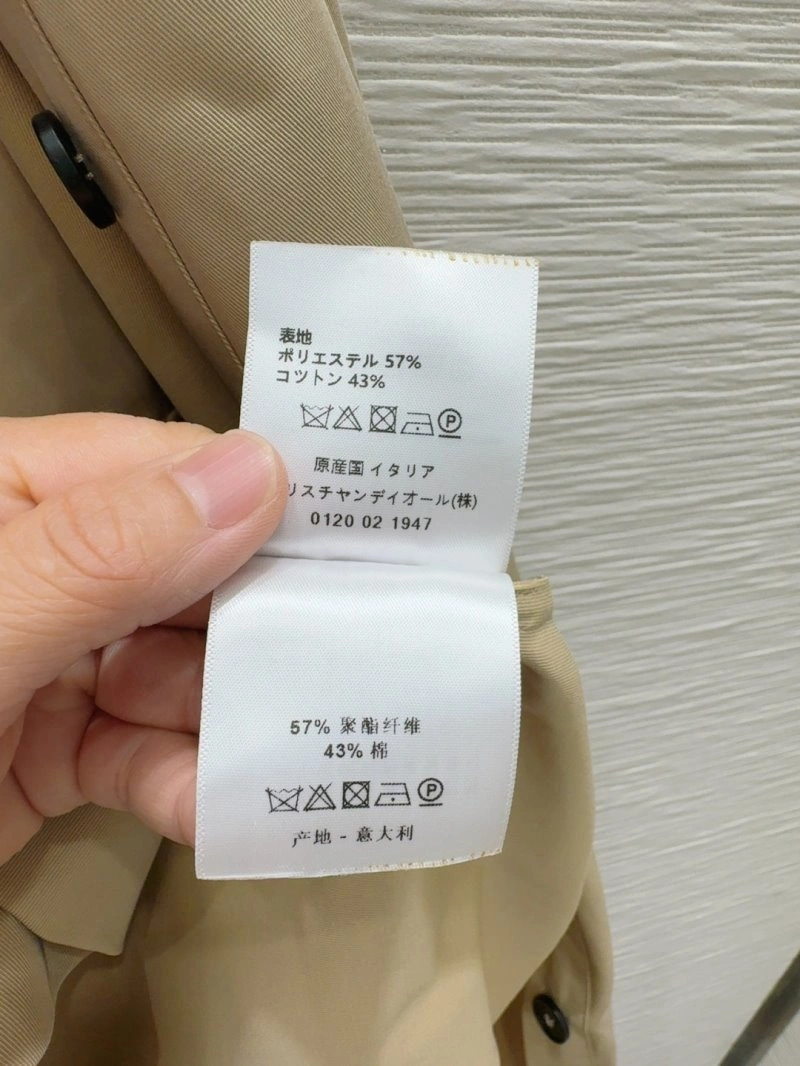 表地
ポリエステル 57%
コツトン 43%
P
原産国 イタリア
リスチヤンディオール(株)
0120 02 1947
57% 聚酯纤维
43% 棉
P
产地 - 意大利